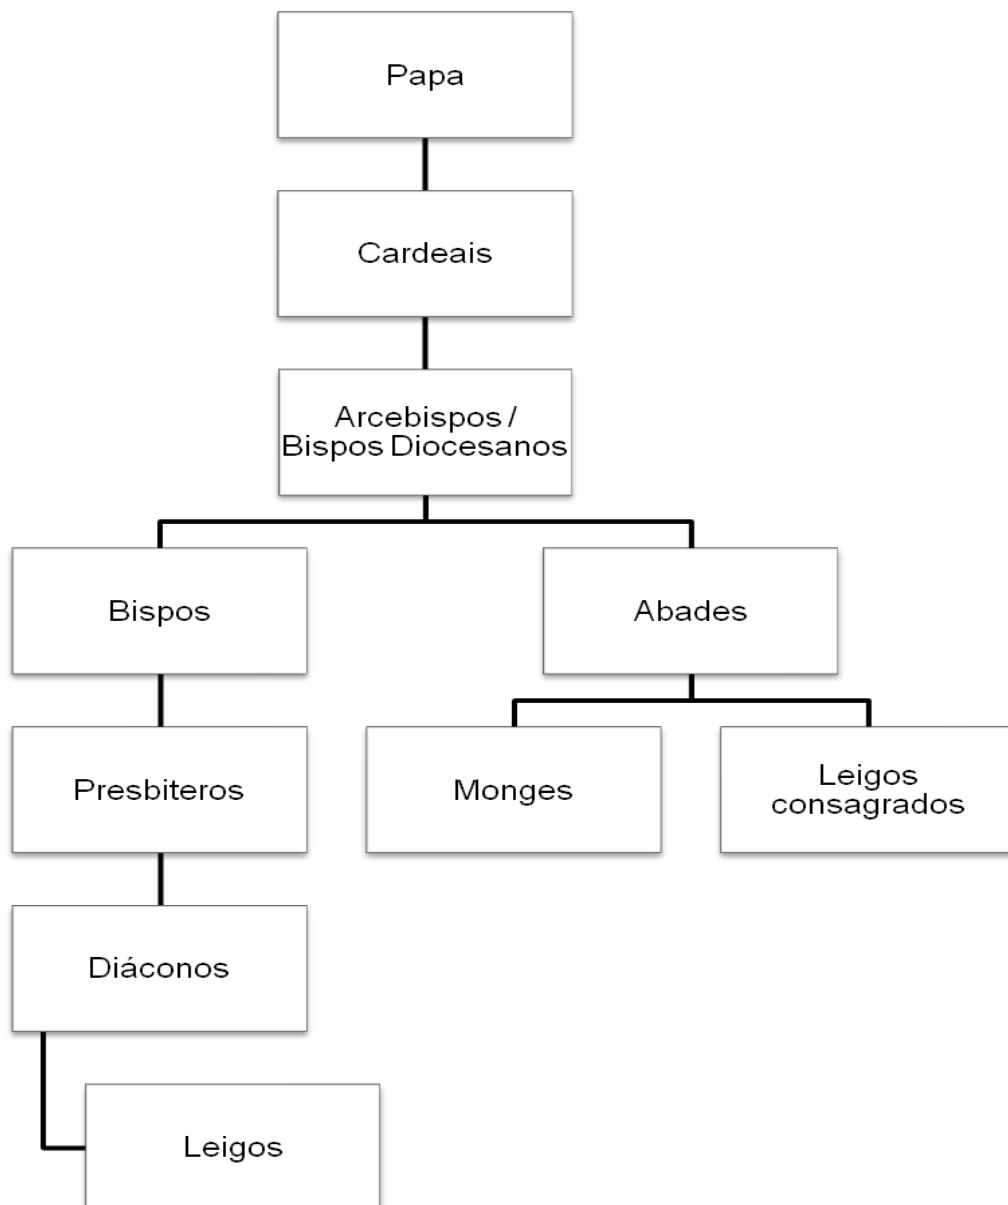 Papa
Cardeais
Arcebispos /
Bispos Diocesanos
Bispos
Abades
Presbiteros
Monges
Leigos
consagrados
Diáconos
Leigos